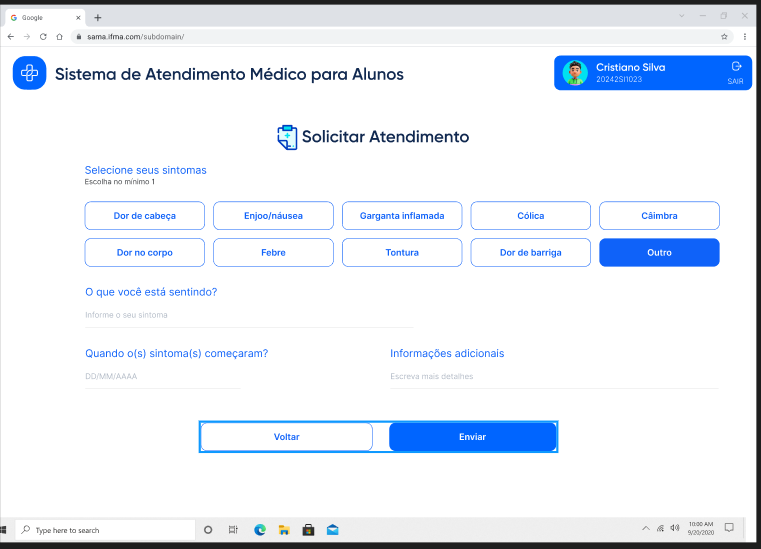 Google
sama.ifma.com/subdomain/
Sistema de Atendimento Médico para Alunos
Cristiano Silva
20242SI1023
SAIR
Solicitar Atendimento
Selecione seus sintomas
Escolha no mínimo 1
Dor de cabeça
Enjoo/náusea
Garganta inflamada
Cólica
Câimbra
Dor no corpo
Febre
Tontura
Dor de barriga
Outro
O que você está sentindo?
Informe o seu sintoma
Quando o(s) sintoma(s) começaram?
Informações adicionais
DD/MM/AAAA
Escreva mais detalhes
Voltar
Enviar
Type here to search
10:00 AM
9/20/2020